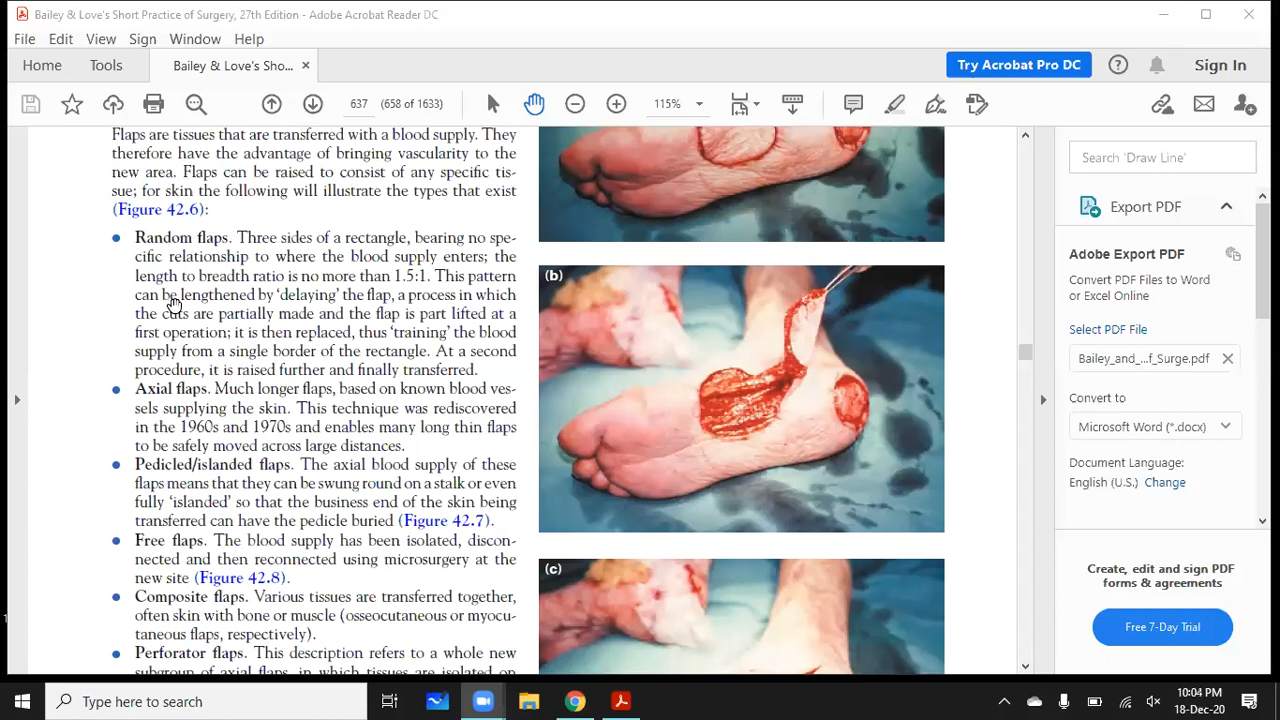 Bailey & Love's Short Practice of Surgery, 27th Edition - Adobe Acrobat Reader DC
File Edit View Sign Window Help
Home Tools Bailey & Love's Sho... × Try Acrobat Pro DC Sign In
637 (658 of 1633) 115%
Flaps are tissues that are transferred with a blood supply. They
therefore have the advantage of bringing vascularity to the
new area. Flaps can be raised to consist of any specific tis-
sue; for skin the following will illustrate the types that exist
(Figure 42.6):
• Random flaps. Three sides of a rectangle, bearing no spe-
cific relationship to where the blood supply enters; the
length to breadth ratio is no more than 1.5:1. This pattern
can be lengthened by ‘delaying’ the flap, a process in which
the cuts are partially made and the flap is part lifted at a
first operation; it is then replaced, thus ‘training’ the blood
supply from a single border of the rectangle. At a second
procedure, it is raised further and finally transferred.
• Axial flaps. Much longer flaps, based on known blood ves-
sels supplying the skin. This technique was rediscovered
in the 1960s and 1970s and enables many long thin flaps
to be safely moved across large distances.
• Pedicled/islanded flaps. The axial blood supply of these
flaps means that they can be swung round on a stalk or even
fully ‘islanded’ so that the business end of the skin being
transferred can have the pedicle buried (Figure 42.7).
• Free flaps. The blood supply has been isolated, discon-
nected and then reconnected using microsurgery at the
new site (Figure 42.8).
• Composite flaps. Various tissues are transferred together,
often skin with bone or muscle (osseocutaneous or myocu-
taneous flaps, respectively).
• Perforator flaps. This description refers to a whole new
subgroup of axial flaps, in which tissues are isolated on
(b)
(c)
Search 'Draw Line'
Export PDF
Adobe Export PDF
Convert PDF Files to Word
or Excel Online
Select PDF File
Bailey_and_...f_Surge.pdf ×
Convert to
Microsoft Word (*.docx)
Document Language:
English (U.S.) Change
Create, edit and sign PDF
forms & agreements
Free 7-Day Trial
Type here to search
10:04 PM
18-Dec-20